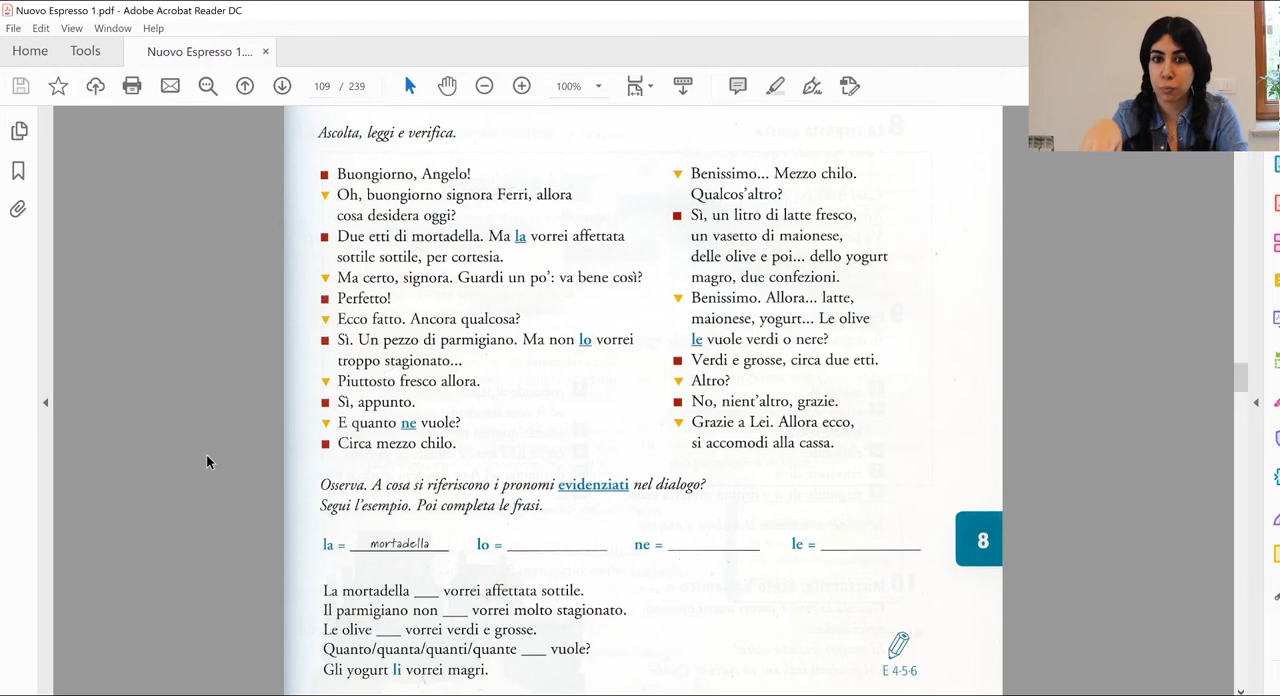 Nuovo Espresso 1.pdf - Adobe Acrobat Reader DC
File Edit View Window Help
Home Tools Nuovo Espresso 1.... ×
109 / 239 100%
Ascolta, leggi e verifica.
Buongiorno, Angelo!
Oh, buongiorno signora Ferri, allora
cosa desidera oggi?
Due etti di mortadella. Ma la vorrei affettata
sottile sottile, per cortesia.
Ma certo, signora. Guardi un po': va bene così?
Perfetto!
Ecco fatto. Ancora qualcosa?
Sì. Un pezzo di parmigiano. Ma non lo vorrei
troppo stagionato...
Piuttosto fresco allora.
Sì, appunto.
E quanto ne vuole?
Circa mezzo chilo.
Benissimo... Mezzo chilo.
Qualcos'altro?
Sì, un litro di latte fresco,
un vasetto di maionese,
delle olive e poi... dello yogurt
magro, due confezioni.
Benissimo. Allora... latte,
maionese, yogurt... Le olive
le vuole verdi o nere?
Verdi e grosse, circa due etti.
Altro?
No, nient'altro, grazie.
Grazie a Lei. Allora ecco,
si accomodi alla cassa.
Osserva. A cosa si riferiscono i pronomi evidenziati nel dialogo?
Segui l'esempio. Poi completa le frasi.
la = mortadella lo = __________ ne = __________ le = __________
8
La mortadella ___ vorrei affettata sottile.
Il parmigiano non ___ vorrei molto stagionato.
Le olive ___ vorrei verdi e grosse.
Quanto/quanta/quanti/quante ___ vuole?
Gli yogurt li vorrei magri.
E 4-5-6